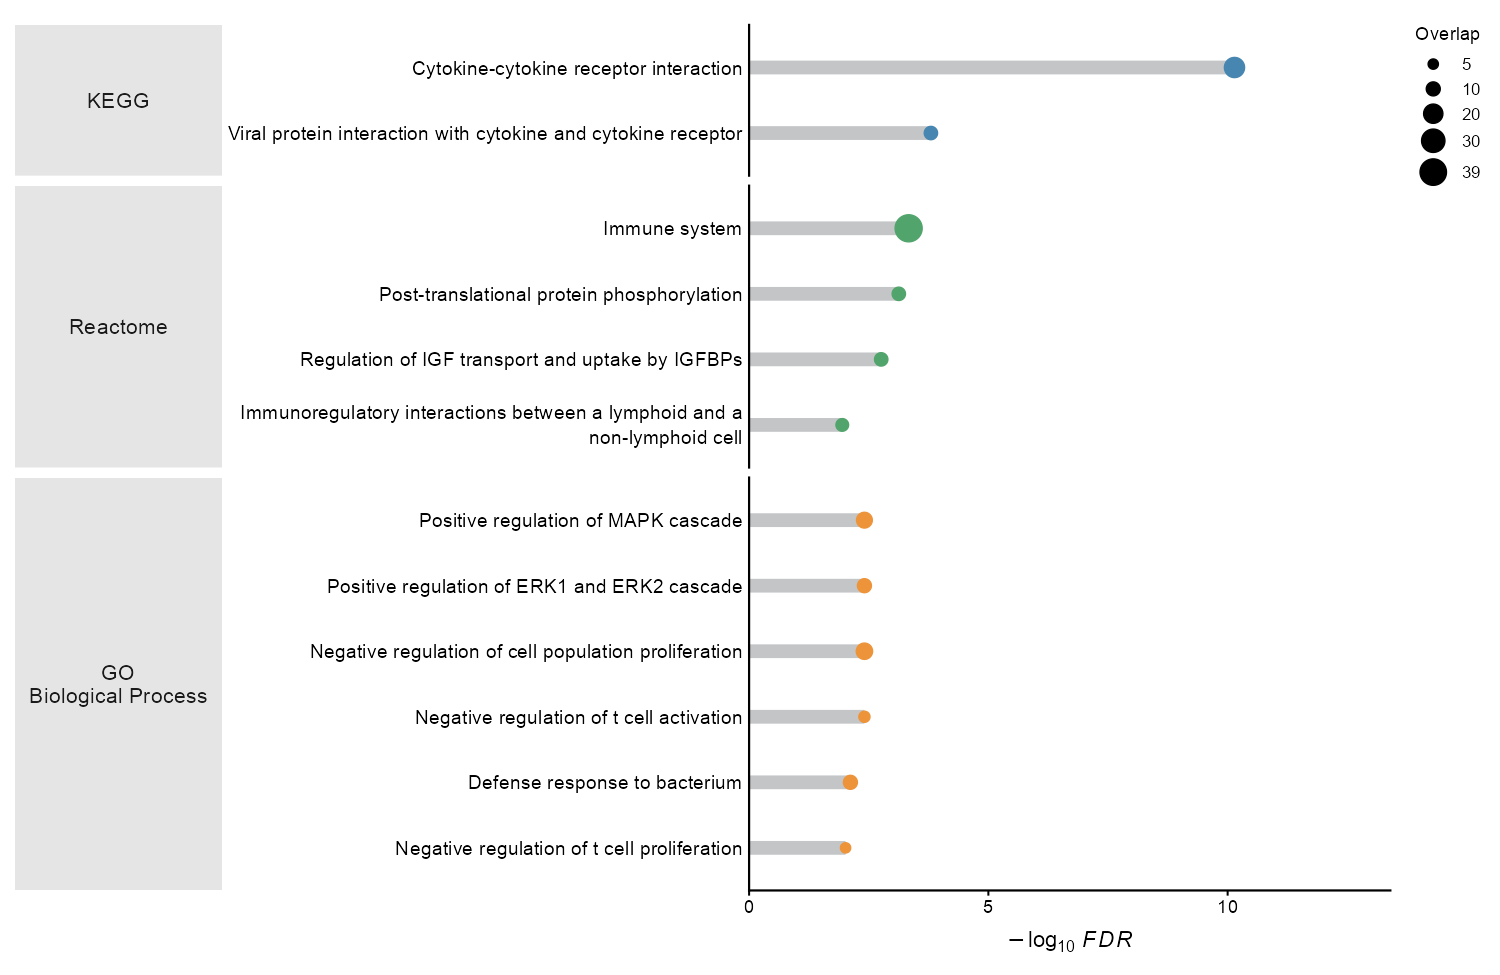 KEGG
Cytokine-cytokine receptor interaction
Viral protein interaction with cytokine and cytokine receptor
Reactome
Immune system
Post-translational protein phosphorylation
Regulation of IGF transport and uptake by IGFBPs
Immunoregulatory interactions between a lymphoid and a
non-lymphoid cell
GO
Biological Process
Positive regulation of MAPK cascade
Positive regulation of ERK1 and ERK2 cascade
Negative regulation of cell population proliferation
Negative regulation of t cell activation
Defense response to bacterium
Negative regulation of t cell proliferation
0 5 10
−log₁₀ FDR
Overlap
5
10
20
30
39